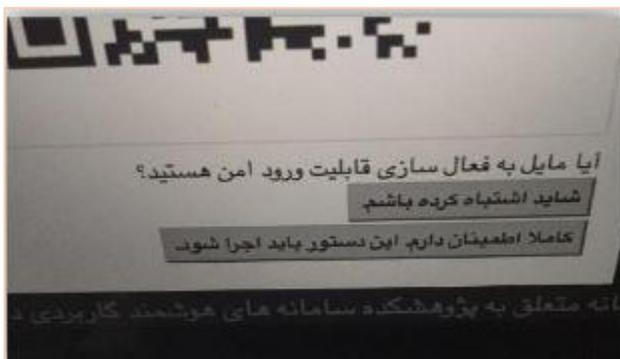 آیا مایل به فعال سازی قابلیت ورود امن هستید؟
شاید اشتباه کرده باشم
کاملا اطمینان دارم. این دستور باید اجرا شود.
متعلق به پژوهشکده سامانه های هوشمند کاربردی